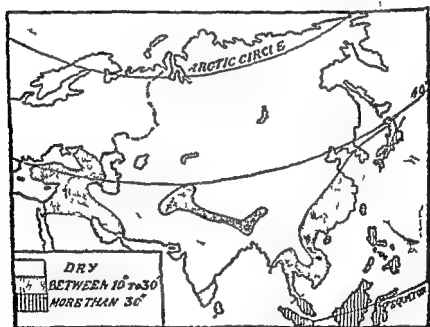 ARCTIC CIRCLE
40
DRY
BETWEEN 10" TO 30"
MORE THAN 30"
EQUATOR